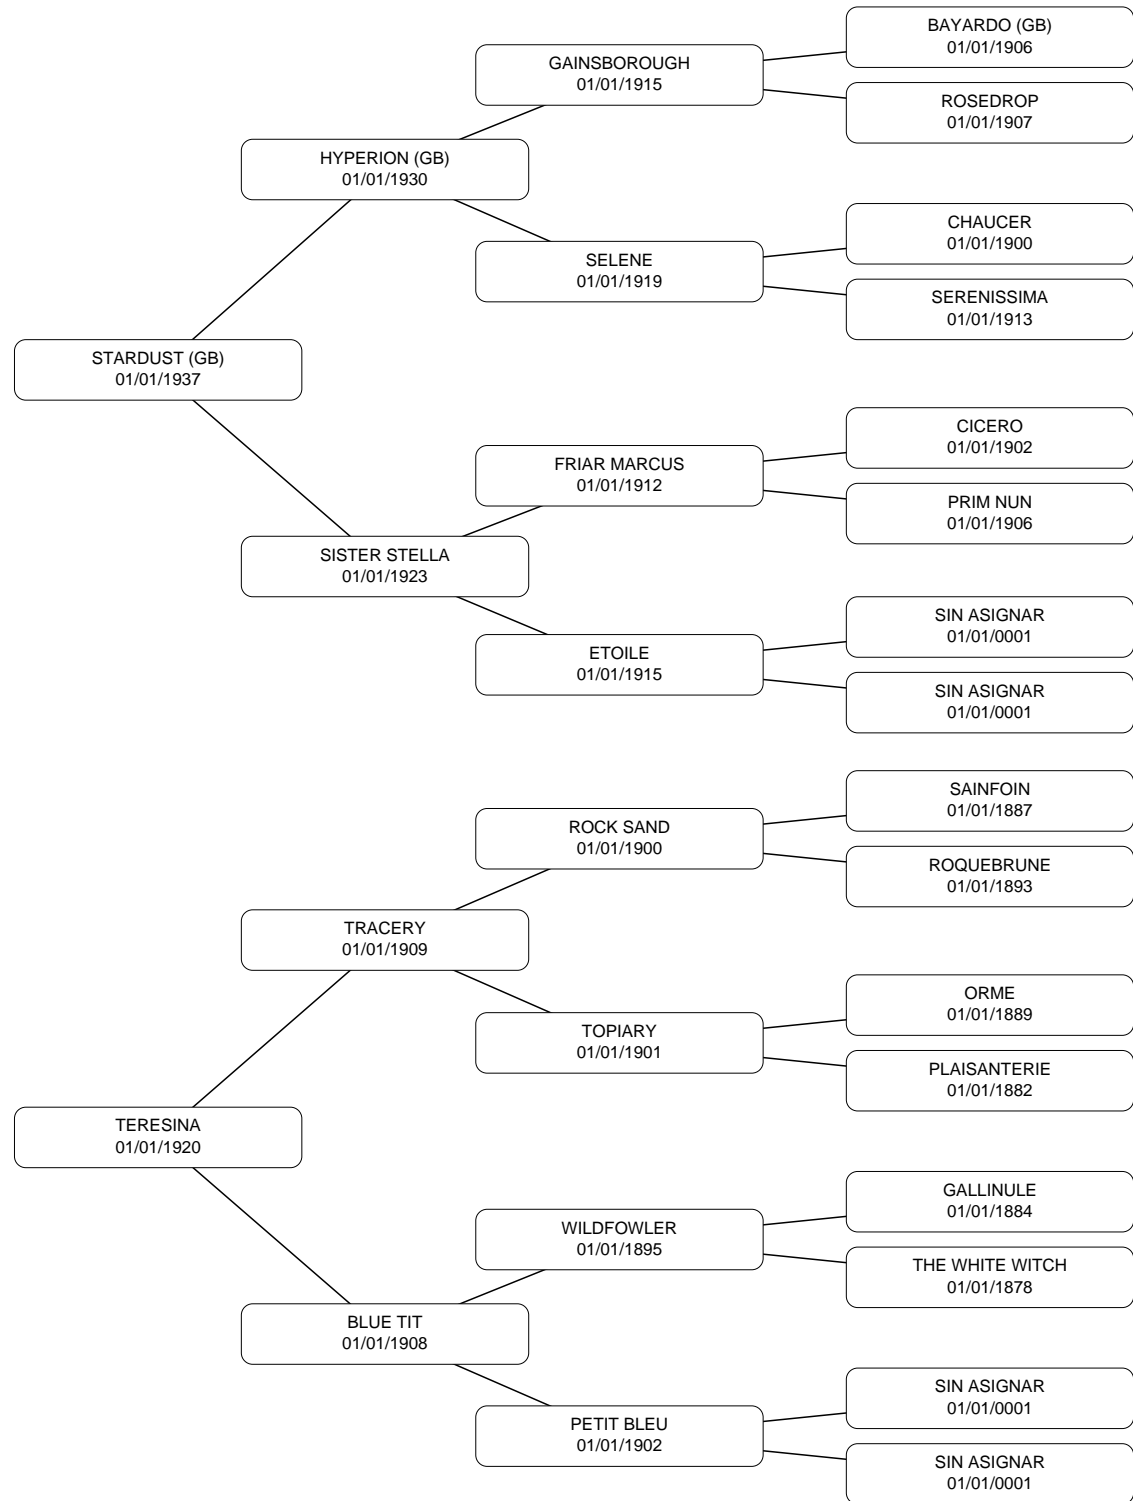 BAYARDO (GB)
01/01/1906
GAINSBOROUGH
01/01/1915
ROSEDROP
01/01/1907
HYPERION (GB)
01/01/1930
CHAUCER
01/01/1900
SELENE
01/01/1919
SERENISSIMA
01/01/1913
STARDUST (GB)
01/01/1937
CICERO
01/01/1902
FRIAR MARCUS
01/01/1912
PRIM NUN
01/01/1906
SISTER STELLA
01/01/1923
SIN ASIGNAR
01/01/0001
ETOILE
01/01/1915
SIN ASIGNAR
01/01/0001
SAINFOIN
01/01/1887
ROCK SAND
01/01/1900
ROQUEBRUNE
01/01/1893
TRACERY
01/01/1909
ORME
01/01/1889
TOPIARY
01/01/1901
PLAISANTERIE
01/01/1882
TERESINA
01/01/1920
GALLINULE
01/01/1884
WILDFOWLER
01/01/1895
THE WHITE WITCH
01/01/1878
BLUE TIT
01/01/1908
SIN ASIGNAR
01/01/0001
PETIT BLEU
01/01/1902
SIN ASIGNAR
01/01/0001